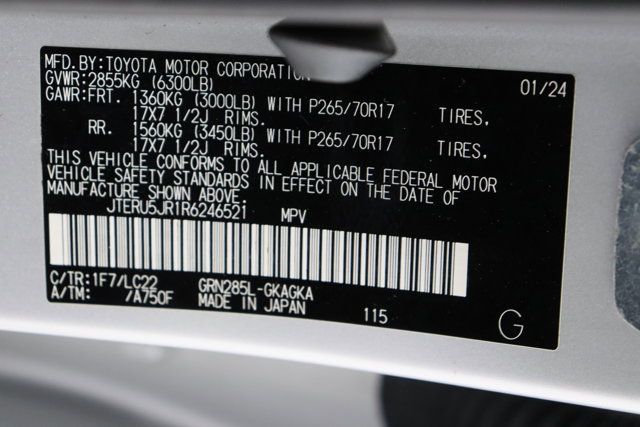 MFD.BY:TOYOTA MOTOR CORPORATION 01/24
GVWR:2855KG (6300LB)
GAWR:FRT. 1360KG (3000LB) WITH P265/70R17 TIRES,
17X7 1/2J RIMS.
RR. 1560KG (3450LB) WITH P265/70R17 TIRES,
17X7 1/2J RIMS.
THIS VEHICLE CONFORMS TO ALL APPLICABLE FEDERAL MOTOR
VEHICLE SAFETY STANDARDS IN EFFECT ON THE DATE OF
MANUFACTURE SHOWN ABOVE.
JTERU5JR1R6246521 MPV
C/TR:1F7/LC22 GRN285L-GKAGKA
A/TM: /A750F MADE IN JAPAN 115 G